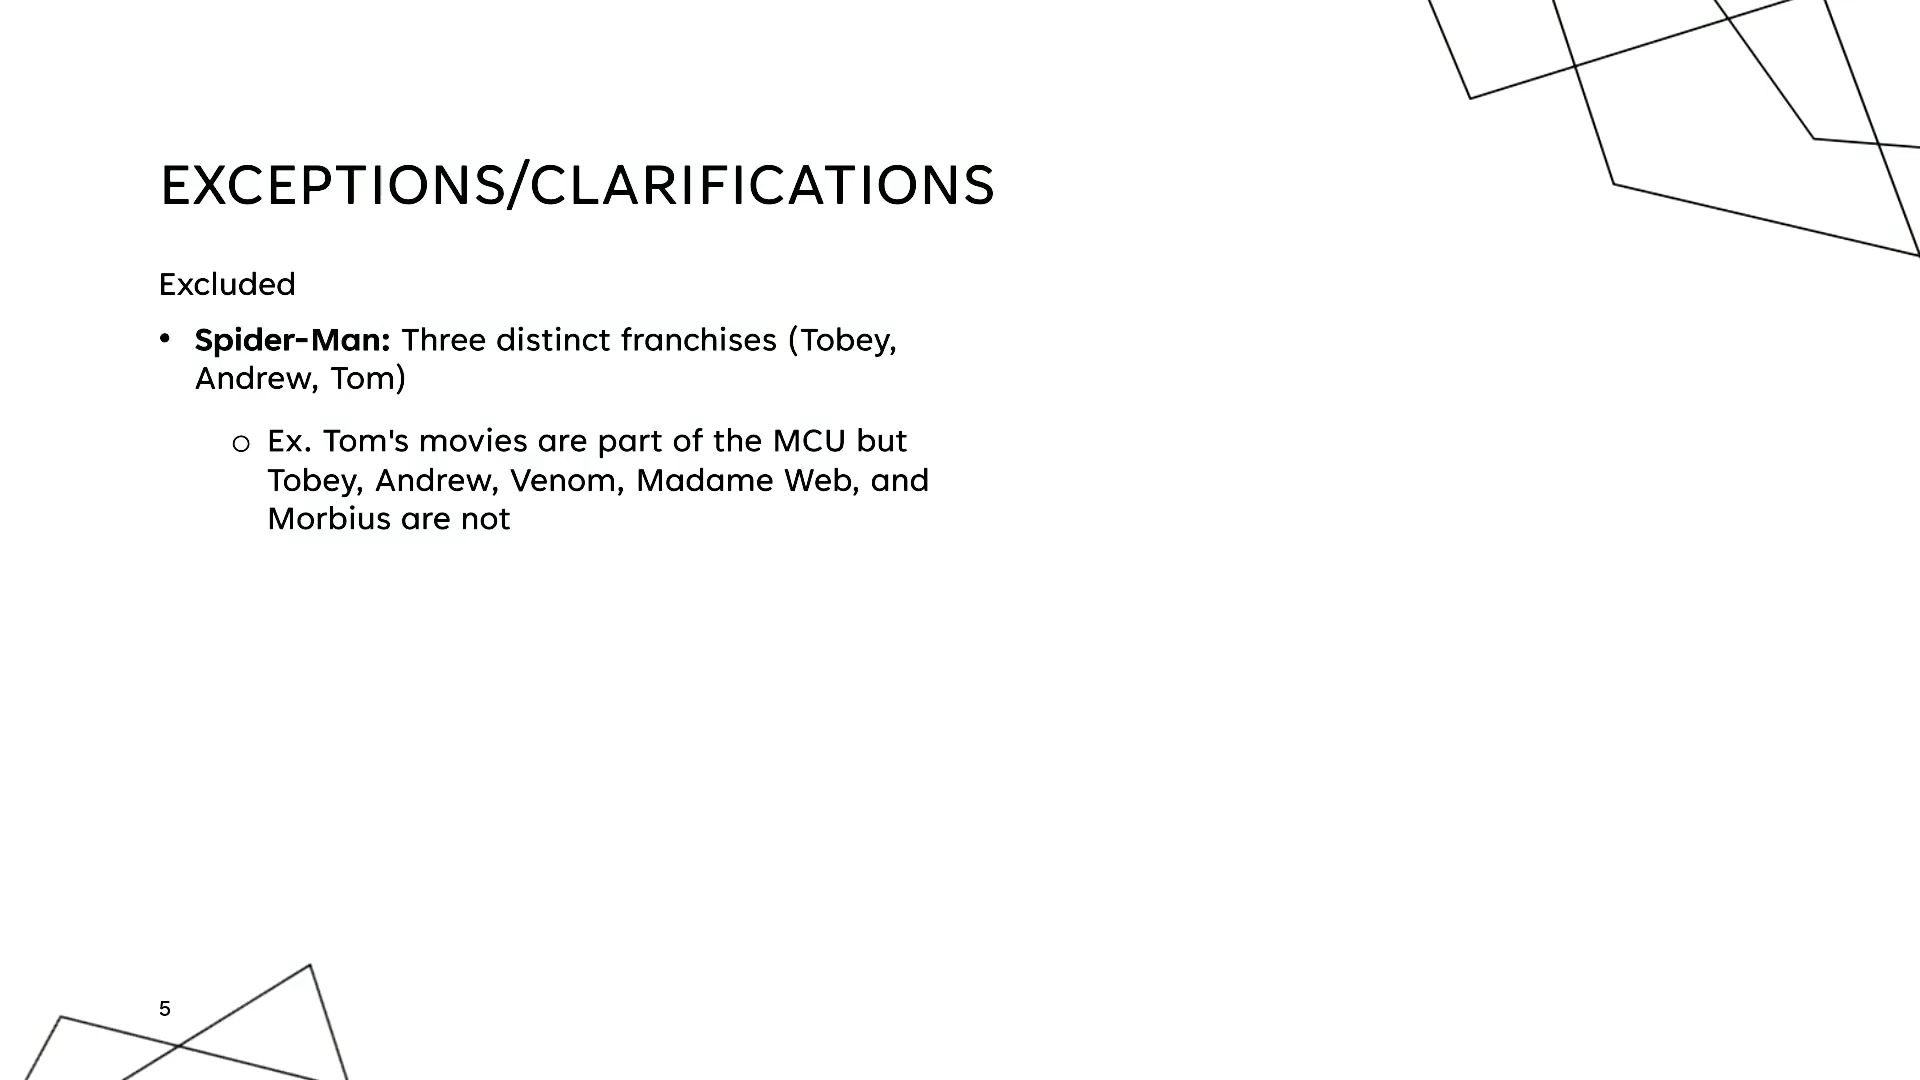 EXCEPTIONS/CLARIFICATIONS
Excluded
• Spider-Man: Three distinct franchises (Tobey,
Andrew, Tom)
○ Ex. Tom's movies are part of the MCU but
Tobey, Andrew, Venom, Madame Web, and
Morbius are not
5